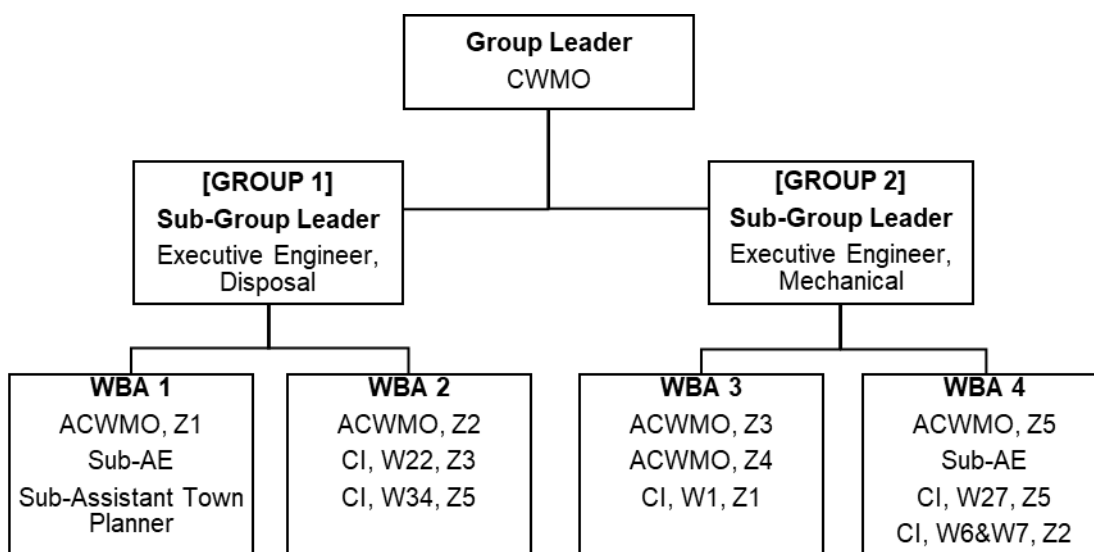 Group Leader
CWMO
[GROUP 1]
Sub-Group Leader
Executive Engineer,
Disposal
[GROUP 2]
Sub-Group Leader
Executive Engineer,
Mechanical
WBA 1
ACWMO, Z1
Sub-AE
Sub-Assistant Town
Planner
WBA 2
ACWMO, Z2
CI, W22, Z3
CI, W34, Z5
WBA 3
ACWMO, Z3
ACWMO, Z4
CI, W1, Z1
WBA 4
ACWMO, Z5
Sub-AE
CI, W27, Z5
CI, W6&W7, Z2